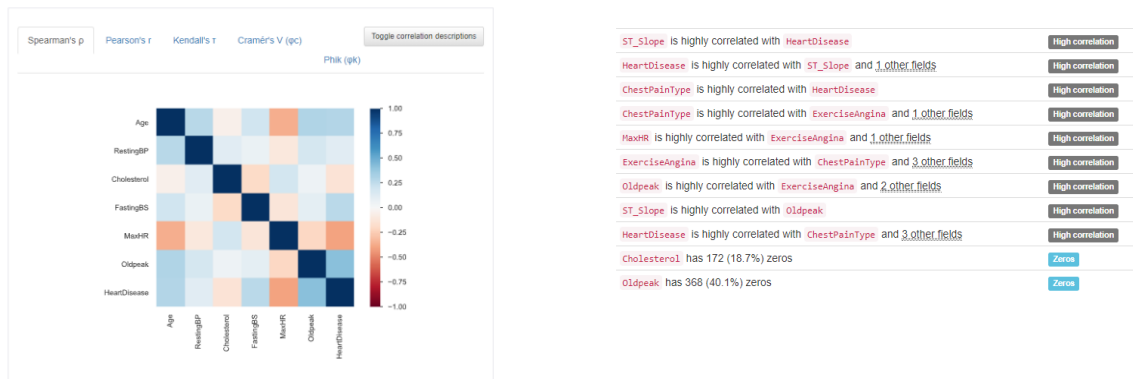 Spearman's ρ
Pearson's r
Kendall's τ
Cramér's V (φc)
Toggle correlation descriptions
Phik (φk)
1.00
0.75
0.50
0.25
0.00
−0.25
−0.50
−0.75
−1.00
Age
RestingBP
Cholesterol
FastingBS
MaxHR
Oldpeak
HeartDisease
Age
RestingBP
Cholesterol
FastingBS
MaxHR
Oldpeak
HeartDisease
ST_Slope is highly correlated with HeartDisease High correlation
HeartDisease is highly correlated with ST_Slope and 1 other fields High correlation
ChestPainType is highly correlated with HeartDisease High correlation
ChestPainType is highly correlated with ExerciseAngina and 1 other fields High correlation
MaxHR is highly correlated with ExerciseAngina and 1 other fields High correlation
ExerciseAngina is highly correlated with ChestPainType and 3 other fields High correlation
Oldpeak is highly correlated with ExerciseAngina and 2 other fields High correlation
ST_Slope is highly correlated with Oldpeak High correlation
HeartDisease is highly correlated with ChestPainType and 3 other fields High correlation
Cholesterol has 172 (18.7%) zeros Zeros
Oldpeak has 368 (40.1%) zeros Zeros